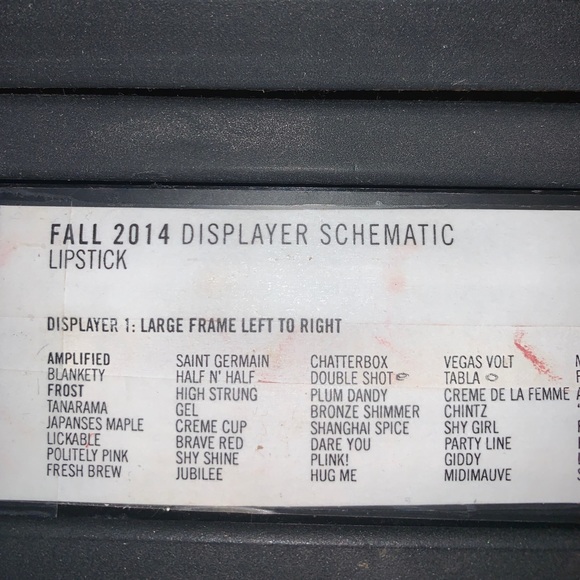 FALL 2014 DISPLAYER SCHEMATIC
LIPSTICK
DISPLAYER 1: LARGE FRAME LEFT TO RIGHT
AMPLIFIED
BLANKETY
FROST
TANARAMA
JAPANSES MAPLE
LICKABLE
POLITELY PINK
FRESH BREW
SAINT GERMAIN
HALF N' HALF
HIGH STRUNG
GEL
CREME CUP
BRAVE RED
SHY SHINE
JUBILEE
CHATTERBOX
DOUBLE SHOT
PLUM DANDY
BRONZE SHIMMER
SHANGHAI SPICE
DARE YOU
PLINK!
HUG ME
VEGAS VOLT
TABLA
CREME DE LA FEMME
CHINTZ
SHY GIRL
PARTY LINE
GIDDY
MIDIMAUVE